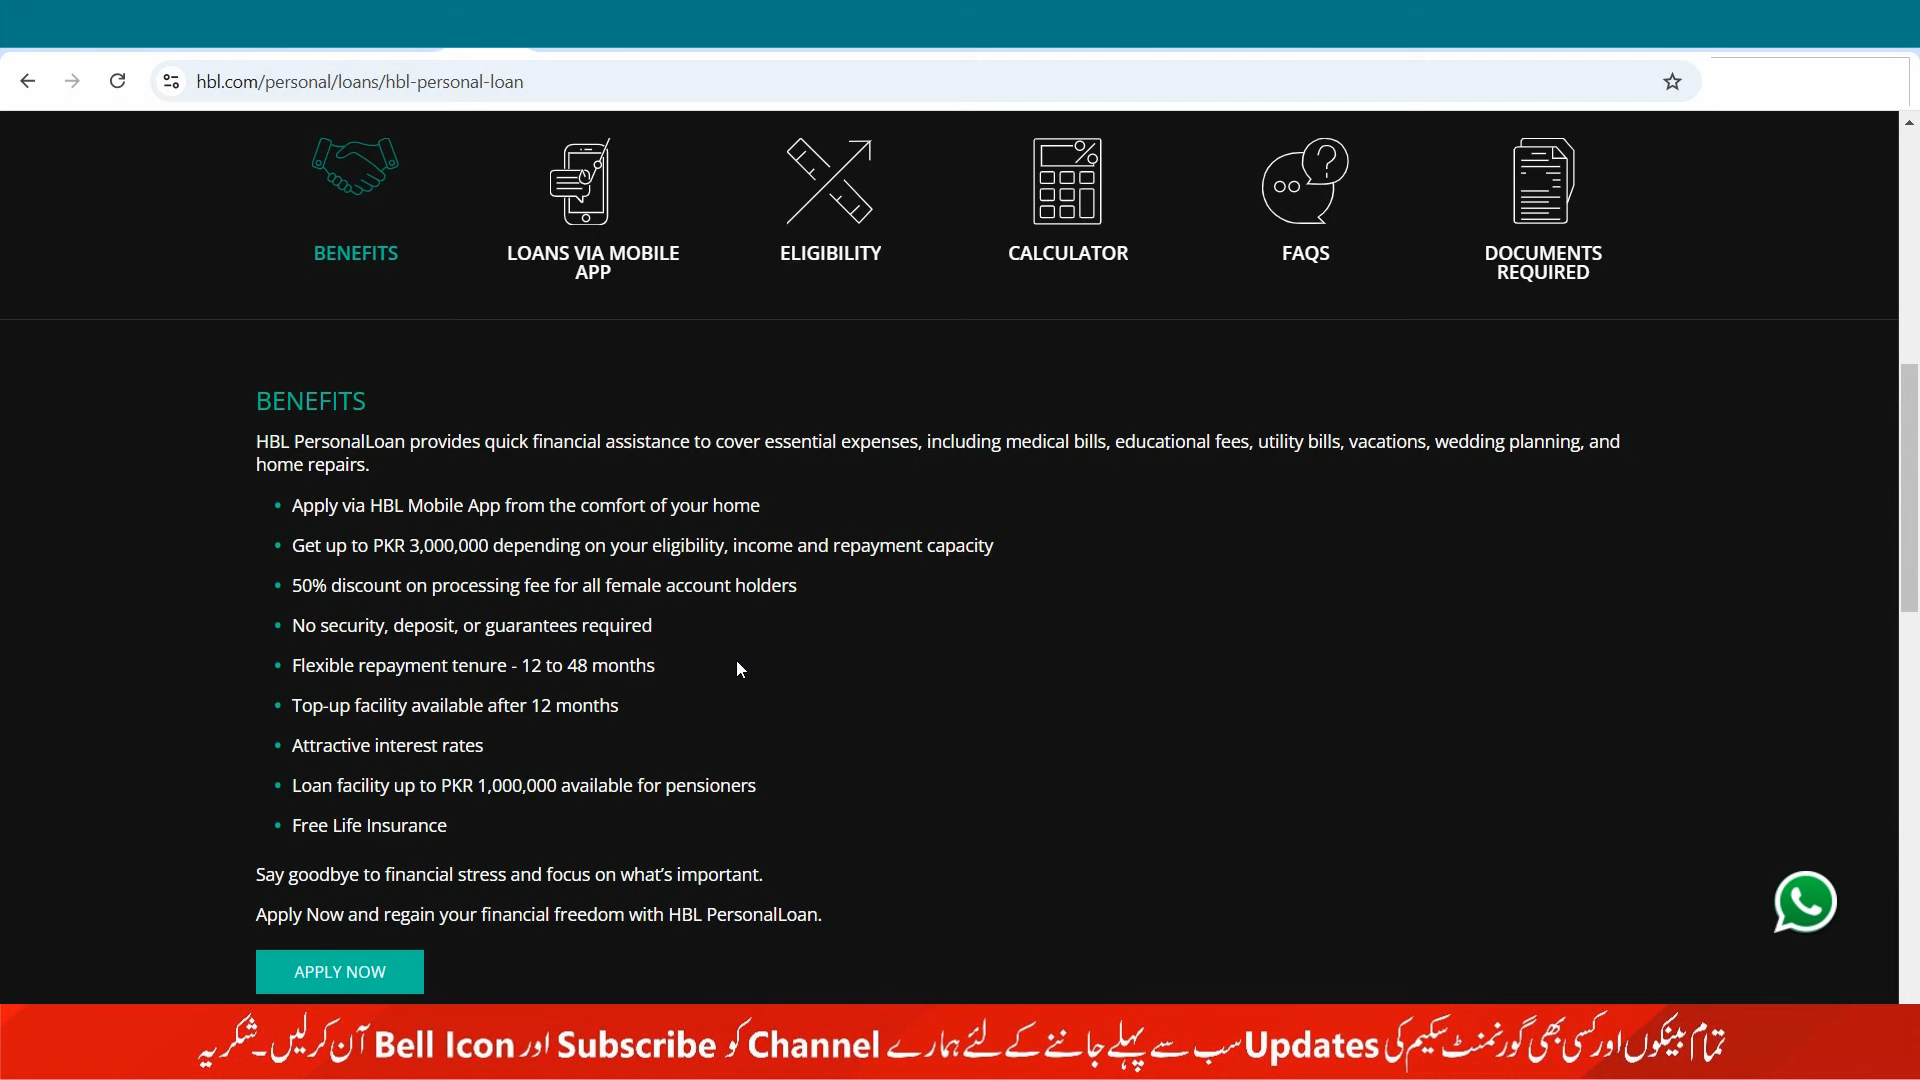 hbl.com/personal/loans/hbl-personal-loan
BENEFITS
LOANS VIA MOBILE
APP
ELIGIBILITY
CALCULATOR
FAQS
DOCUMENTS
REQUIRED
BENEFITS
HBL PersonalLoan provides quick financial assistance to cover essential expenses, including medical bills, educational fees, utility bills, vacations, wedding planning, and
home repairs.
• Apply via HBL Mobile App from the comfort of your home
• Get up to PKR 3,000,000 depending on your eligibility, income and repayment capacity
• 50% discount on processing fee for all female account holders
• No security, deposit, or guarantees required
• Flexible repayment tenure - 12 to 48 months
• Top-up facility available after 12 months
• Attractive interest rates
• Loan facility up to PKR 1,000,000 available for pensioners
• Free Life Insurance
Say goodbye to financial stress and focus on what's important.
Apply Now and regain your financial freedom with HBL PersonalLoan.
APPLY NOW
تمام بینکوں اور کسی بھی گورنمنٹ سکیم کی Updates سب سے پہلے جاننے کے لئے ہمارے Channel کو Subscribe اور Bell Icon آن کر لیں۔ شکریہ